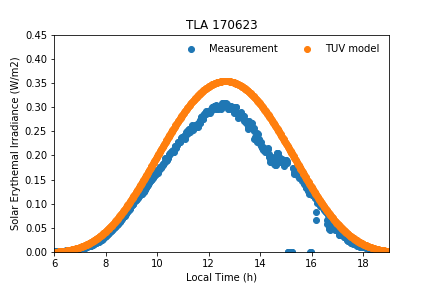 TLA 170623
Measurement
TUV model
Solar Erythemal Irradiance (W/m2)
0.45
0.40
0.35
0.30
0.25
0.20
0.15
0.10
0.05
0.00
6 8 10 12 14 16 18
Local Time (h)